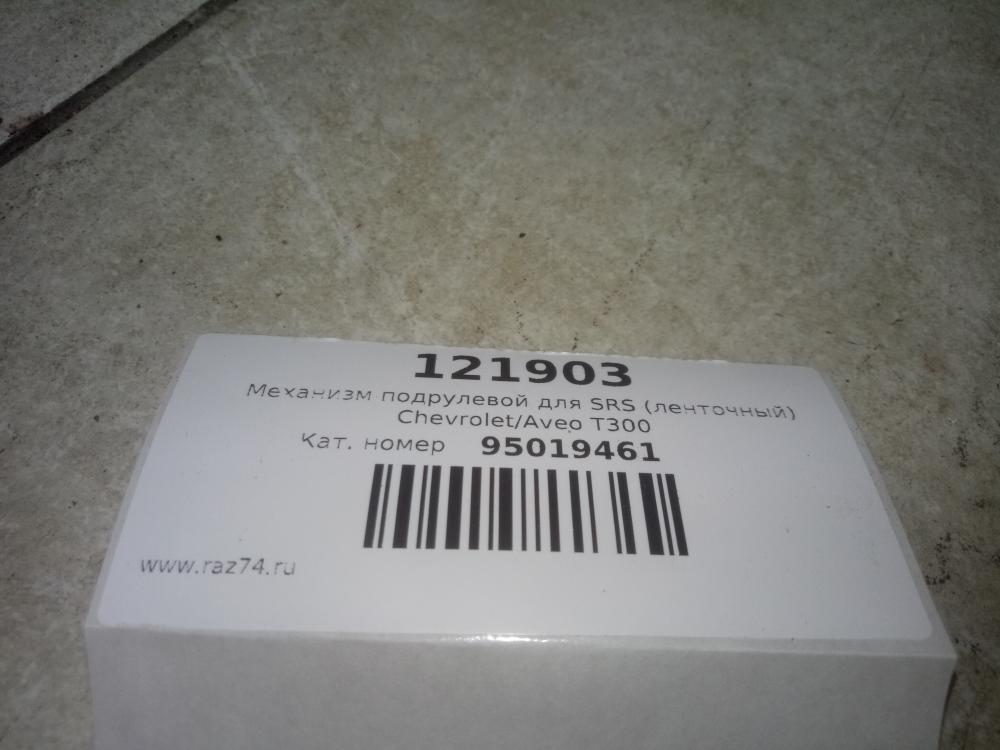 121903
Механизм подрулевой для SRS (ленточный)
Chevrolet/Aveo T300
Кат. номер 95019461
www.raz74.ru